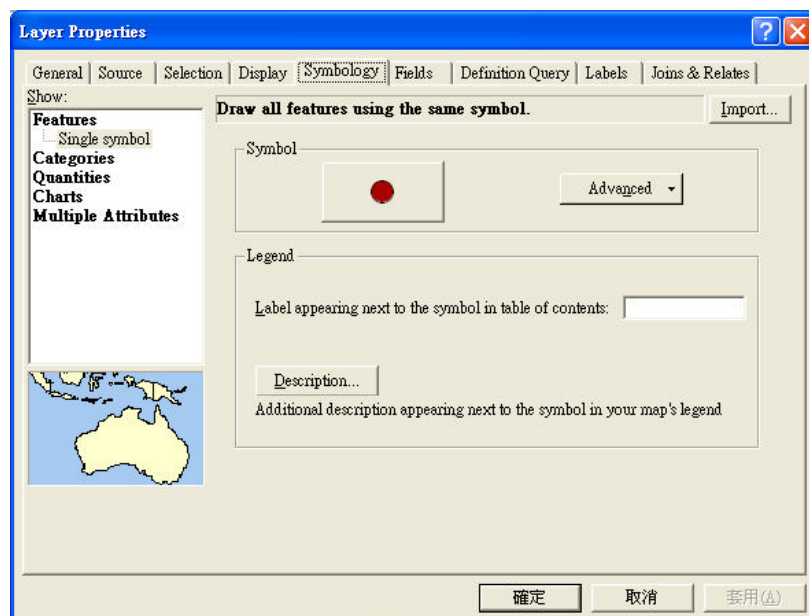 Layer Properties
General Source Selection Display Symbology Fields Definition Query Labels Joins & Relates
Show:
Features
Single symbol
Categories
Quantities
Charts
Multiple Attributes
Draw all features using the same symbol.
Import...
Symbol
Advanced
Legend
Label appearing next to the symbol in table of contents:
Description...
Additional description appearing next to the symbol in your map's legend
確定 取消 套用(A)